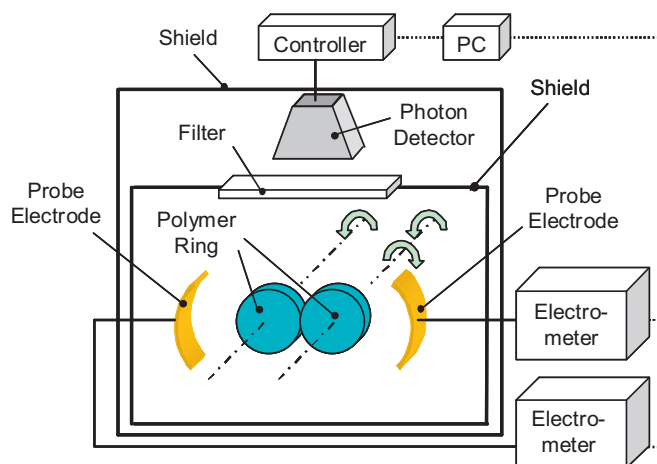 Controller
PC
Shield
Photon
Detector
Shield
Filter
Probe
Electrode
Polymer
Ring
Probe
Electrode
Electro-
meter
Electro-
meter